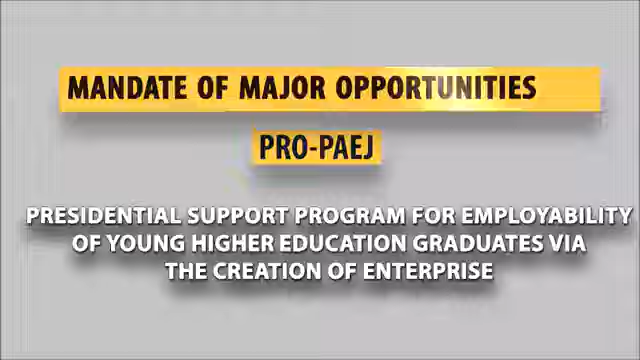 MANDATE OF MAJOR OPPORTUNITIES
PRO-PAEJ
PRESIDENTIAL SUPPORT PROGRAM FOR EMPLOYABILITY
OF YOUNG HIGHER EDUCATION GRADUATES VIA
THE CREATION OF ENTERPRISE